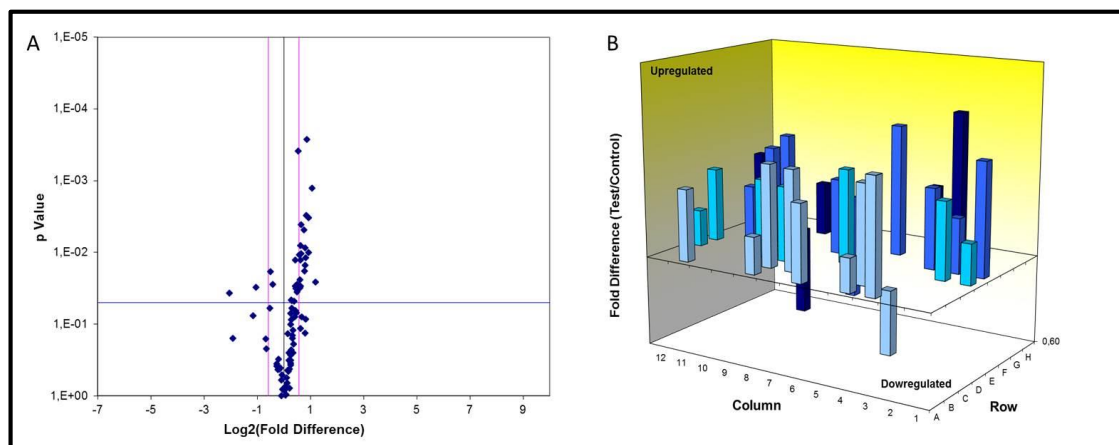 A
1,E-05
1,E-04
1,E-03
1,E-02
1,E-01
1,E+00
p Value
-7 -5 -3 -1 1 3 5 7 9
Log2(Fold Difference)
B
Upregulated
Fold Difference (Test/Control)
0,60
Dowregulated
12 11 10 9 8 7 6 5 4 3 2 1
Column
A B C D E F G H
Row